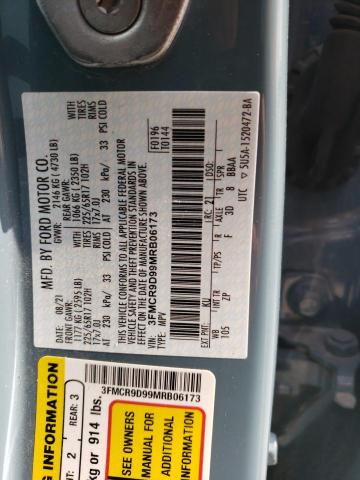 MFD. BY FORD MOTOR CO.
08/21
GVWR: 2146 KG ( 4730 LB)
FRONT GAWR: 1177 KG ( 2595 LB)
REAR GAWR: 1066 KG ( 2350 LB)
225/65R17 102H TIRES
225/65R17 102H TIRES
17x7.0J RIMS
17x7.0J RIMS
AT 230 kPa/ 33 PSI COLD
AT 230 kPa/ 33 PSI COLD
THIS VEHICLE CONFORMS TO ALL APPLICABLE FEDERAL MOTOR
VEHICLE SAFETY AND THEFT PREVENTION STANDARDS IN EFFECT ON
THE DATE OF MANUFACTURE SHOWN ABOVE.
VIN: 3FMCR9D99MRB06173
TYPE: MPV
F0196
T0144
EXT PNT: KU RC: 21 DSO:
WB INT TR TP/PS R AXLE TR SPR
105 ZP F 3D 8 BBAA
UTC ▽ 5U5A-1520472-BA
3FMCR9D99MRB06173
G INFORMATION
T: 2 REAR: 3
kg or 914 lbs.
SEE OWNERS
MANUAL FOR
ADDITIONAL
INFORMATION